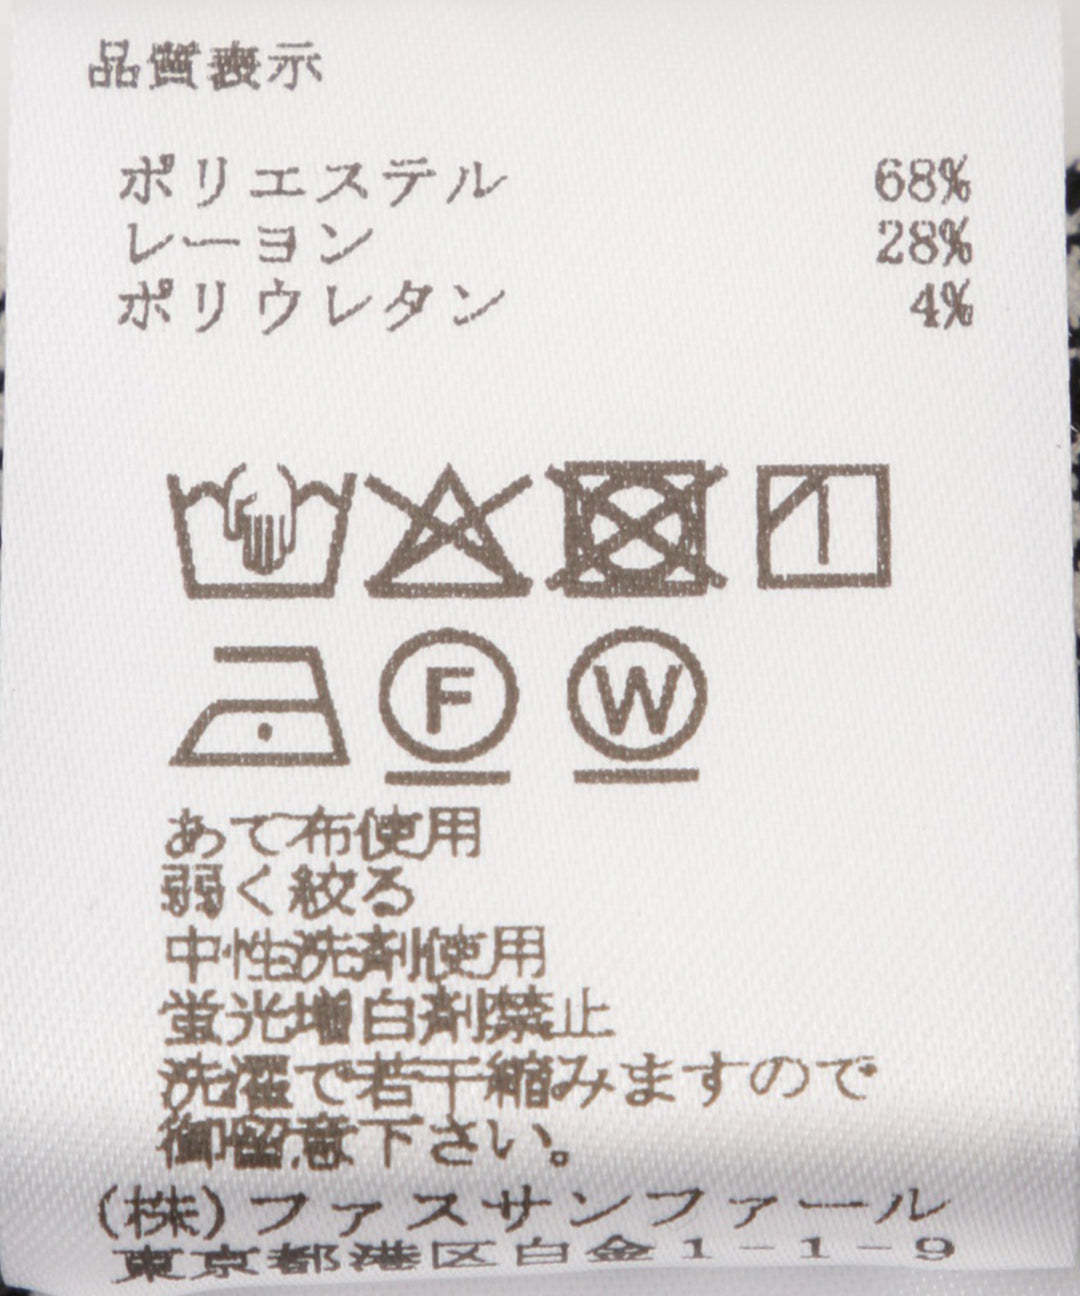 品質表示
ポリエステル 68%
レーヨン 28%
ポリウレタン 4%
F W
あて布使用
弱く絞る
中性洗剤使用
蛍光増白剤禁止
洗濯で若干縮みますので
御留意下さい。
(株)ファスサンファール
東京都港区白金1-1-9